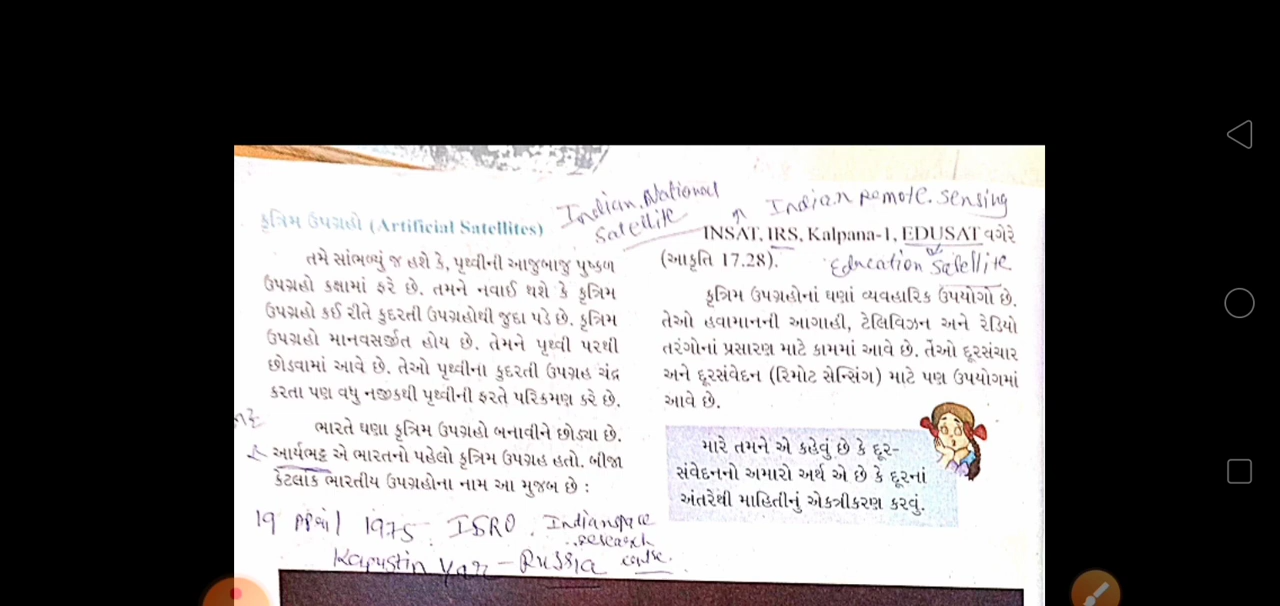 કૃત્રિમ ઉપગ્રહો (Artificial Satellites)
તમે સાંભળ્યું જ હશે કે, પૃથ્વીની આજુબાજુ પુષ્કળ
ઉપગ્રહો કક્ષામાં ફરે છે. તમને નવાઈ થશે કે કૃત્રિમ
ઉપગ્રહો કઈ રીતે કુદરતી ઉપગ્રહોથી જુદા પડે છે. કૃત્રિમ
ઉપગ્રહો માનવસર્જીત હોય છે. તેમને પૃથ્વી પરથી
છોડવામાં આવે છે. તેઓ પૃથ્વીના કુદરતી ઉપગ્રહ ચંદ્ર
કરતા પણ વધુ નજીકથી પૃથ્વીની ફરતે પરિક્રમણ કરે છે.
ભારતે ઘણા કૃત્રિમ ઉપગ્રહો બનાવીને છોડ્યા છે.
આર્યભટ્ટ એ ભારતનો પહેલો કૃત્રિમ ઉપગ્રહ હતો. બીજા
કેટલાક ભારતીય ઉપગ્રહોના નામ આ મુજબ છે :
19 April 1975. ISRO. Indian space
research
Kapustin Yar - Russia centre.
Indian National
Satellite
Indian remote sensing
INSAT, IRS, Kalpana-1, EDUSAT વગેરે
(આકૃતિ 17.28).
Education Satellite
કૃત્રિમ ઉપગ્રહોનાં ઘણાં વ્યવહારિક ઉપયોગો છે.
તેઓ હવામાનની આગાહી, ટેલિવિઝન અને રેડિયો
તરંગોનાં પ્રસારણ માટે કામમાં આવે છે. તેઓ દૂરસંચાર
અને દૂરસંવેદન (રિમોટ સેન્સિંગ) માટે પણ ઉપયોગમાં
આવે છે.
મારે તમને એ કહેવું છે કે દૂર-
સંવેદનનો અમારો અર્થ એ છે કે દૂરનાં
અંતરેથી માહિતીનું એકત્રીકરણ કરવું.